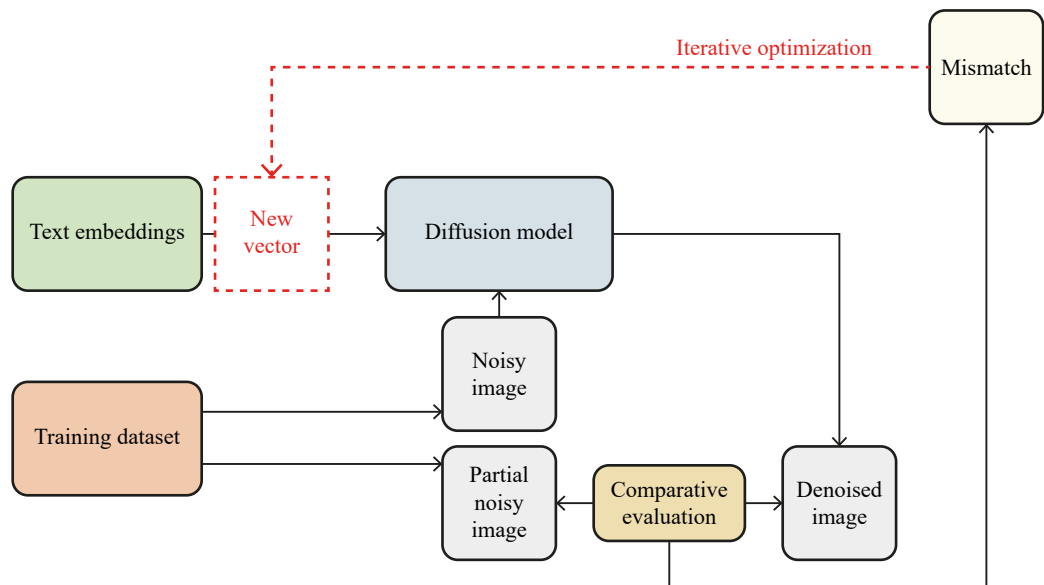 Iterative optimization
Mismatch
Text embeddings
New
vector
Diffusion model
Noisy
image
Training dataset
Partial
noisy
image
Comparative
evaluation
Denoised
image